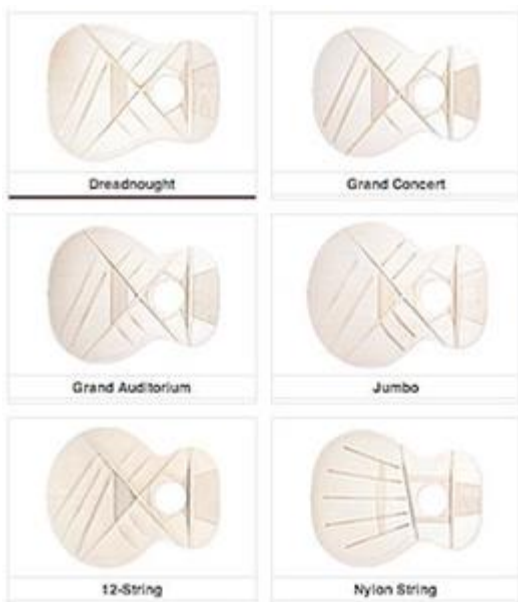 Dreadnought
Grand Concert
Grand Auditorium
Jumbo
12-String
Nylon String